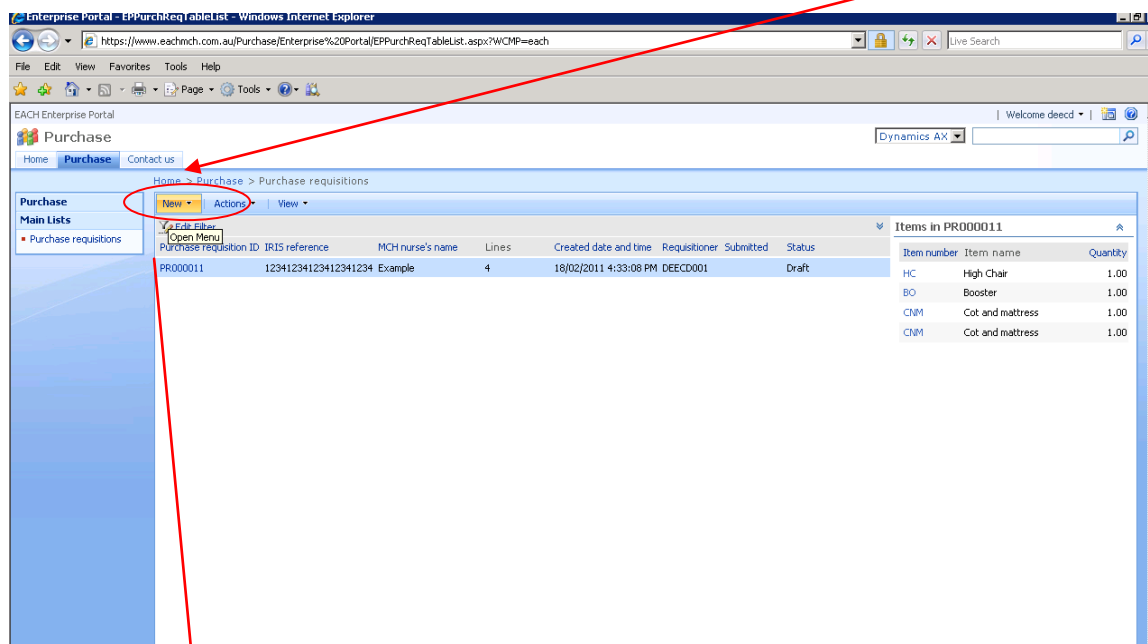 Enterprise Portal - EPPurchReqTableList - Windows Internet Explorer
https://www.eachmch.com.au/Purchase/Enterprise%20Portal/EPPurchReqTableList.aspx?WCMP=each
Live Search
File Edit View Favorites Tools Help
Page Tools
EACH Enterprise Portal
Welcome deecd
Purchase
Dynamics AX
Home Purchase Contact us
Home > Purchase > Purchase requisitions
Purchase
New Actions View
Main Lists
Edit Filter
Items in PR000011
Open Menu
Purchase requisitions
Purchase requisition ID IRIS reference MCH nurse's name Lines Created date and time Requisitioner Submitted Status
Item number Item name Quantity
PR000011 12341234123412341234 Example 4 18/02/2011 4:33:08 PM DEECD001 Draft
HC High Chair 1.00
BO Booster 1.00
CNM Cot and mattress 1.00
CNM Cot and mattress 1.00